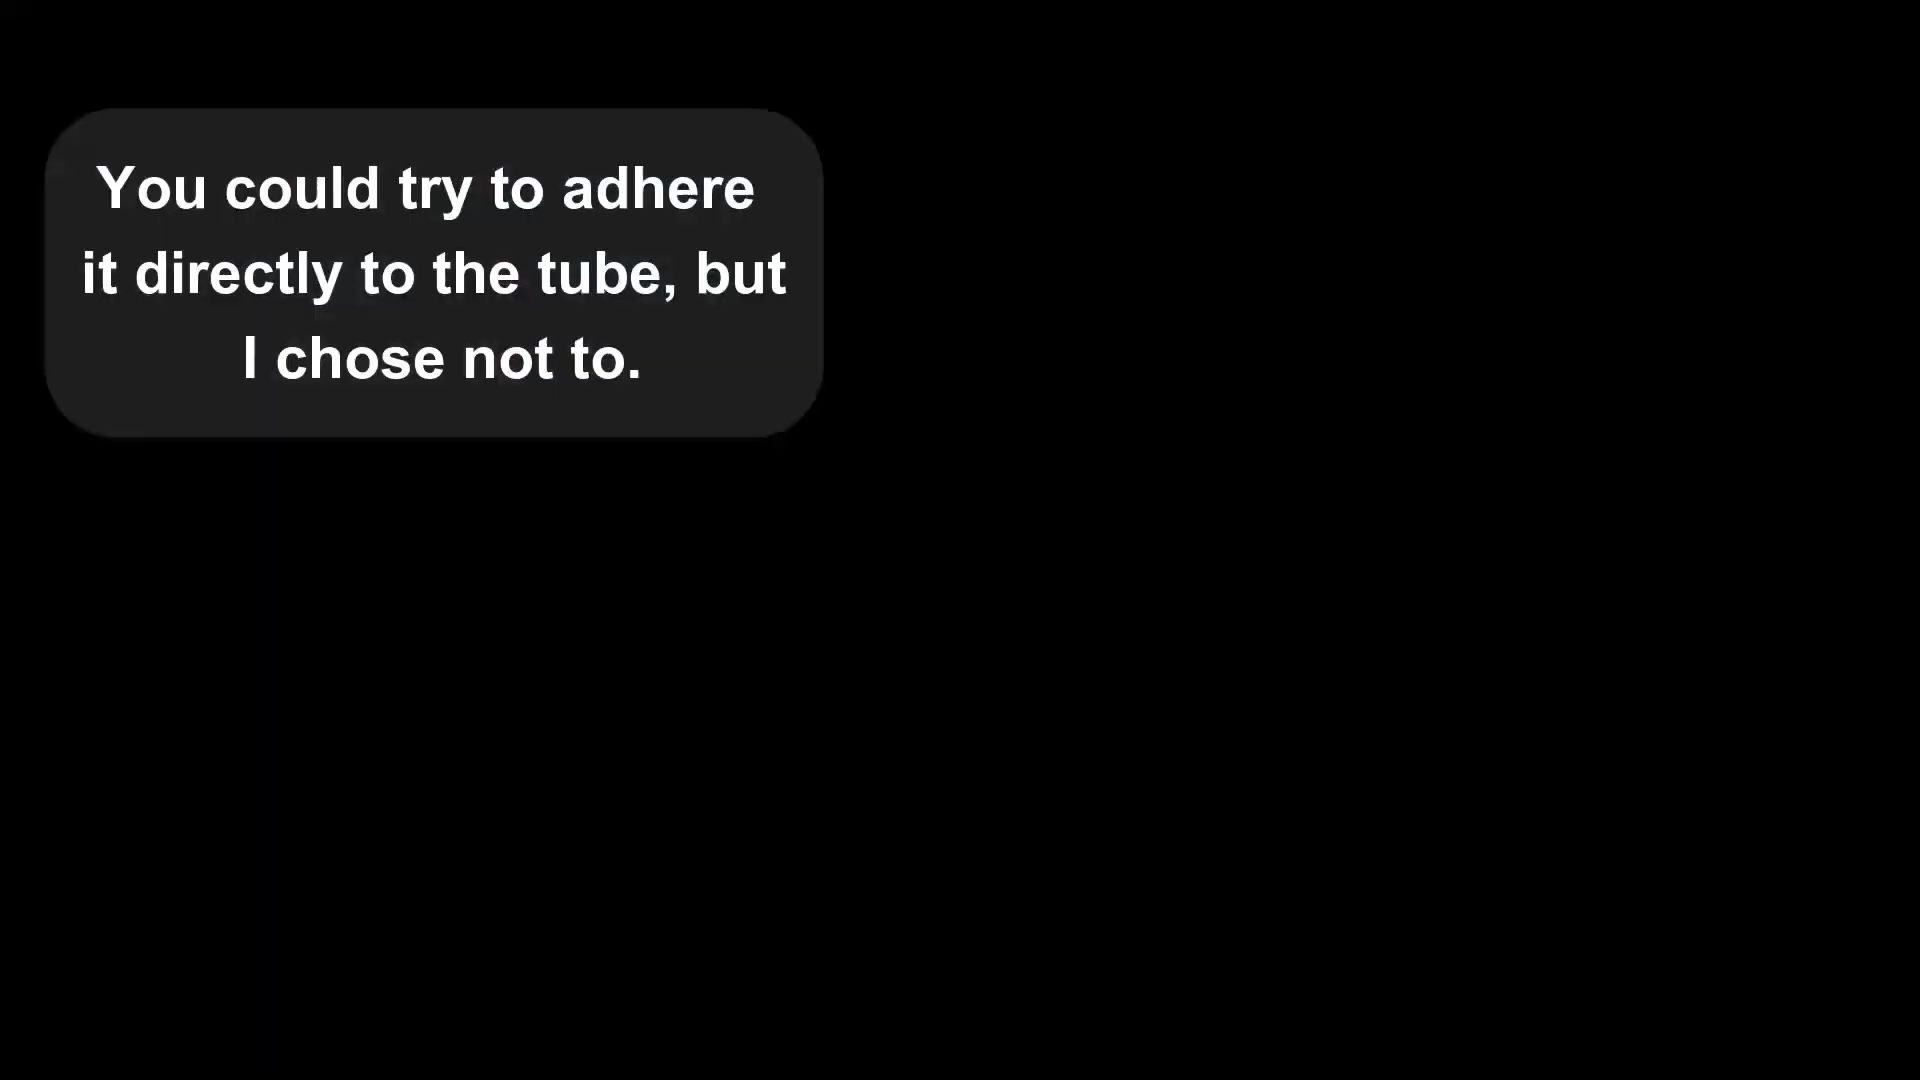 You could try to adhere
it directly to the tube, but
I chose not to.